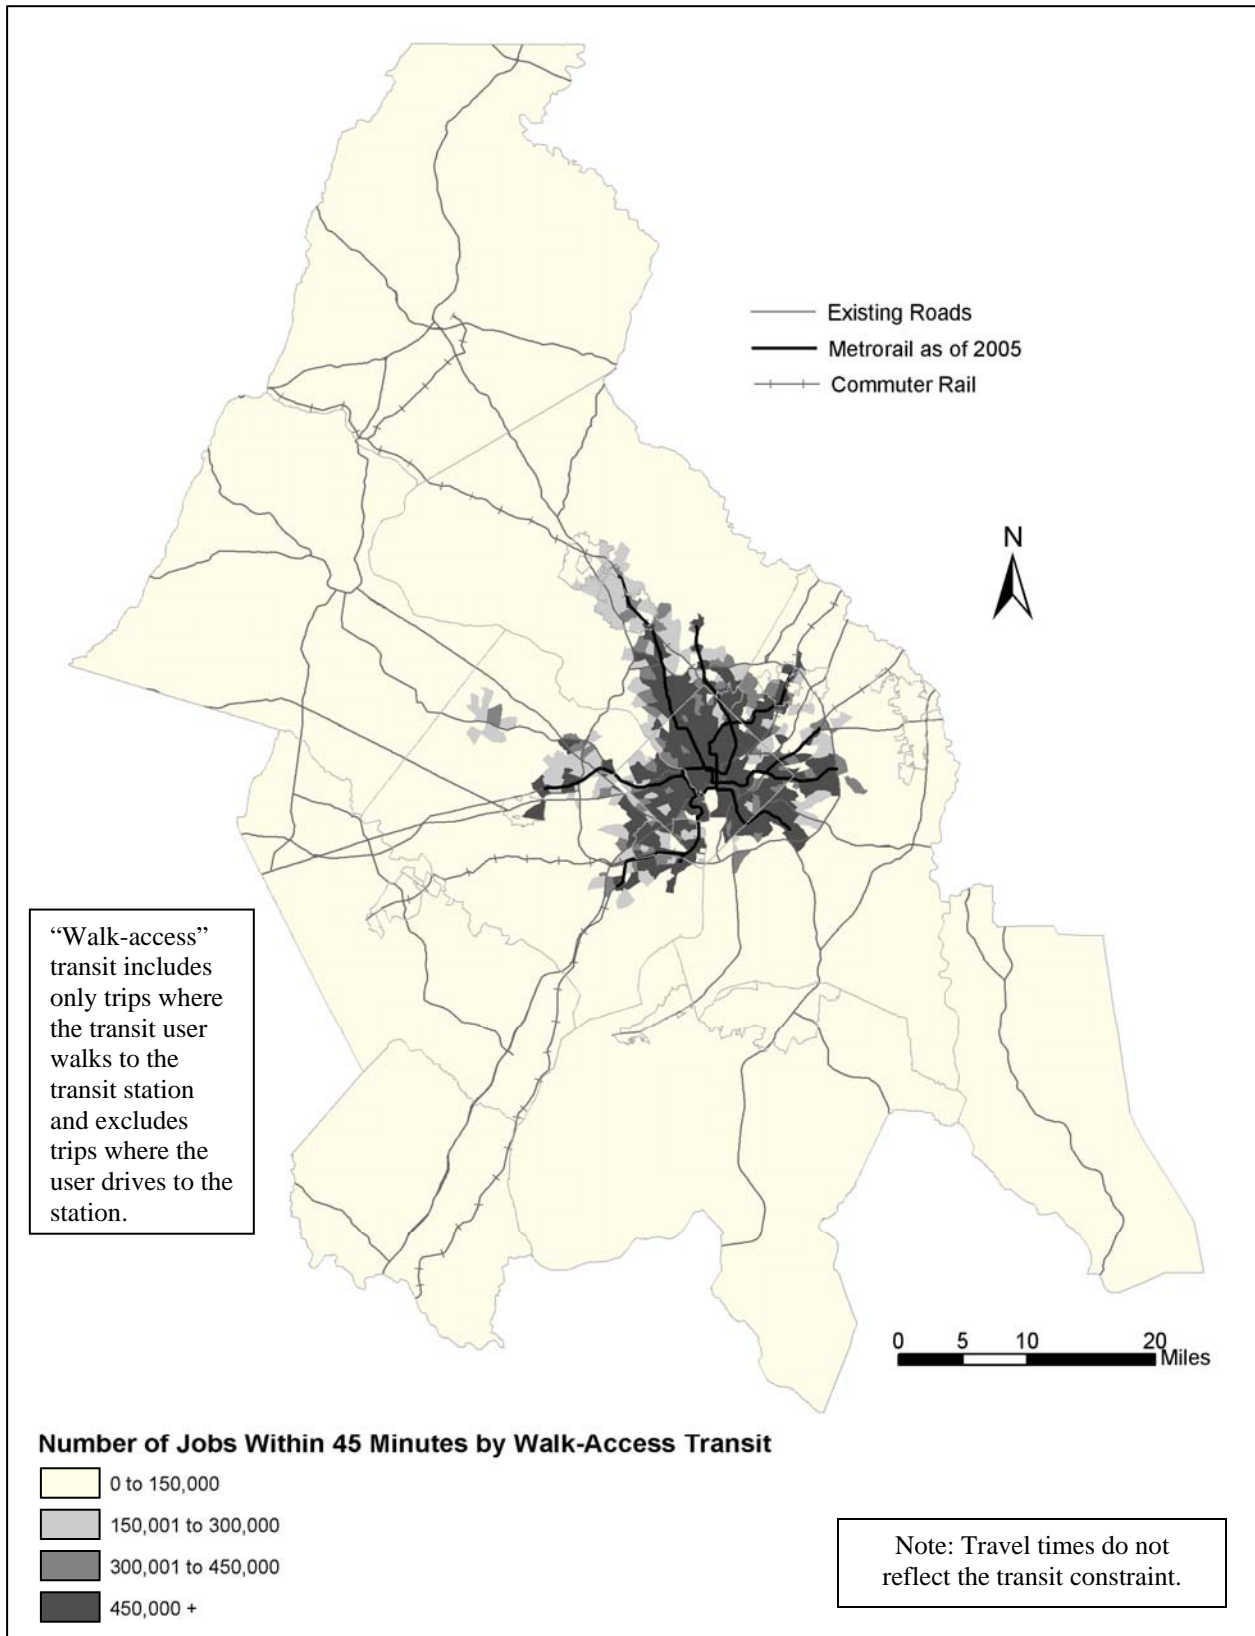 Existing Roads
Metrorail as of 2005
Commuter Rail
N
“Walk-access”
transit includes
only trips where
the transit user
walks to the
transit station
and excludes
trips where the
user drives to the
station.
0 5 10 20
Miles
Number of Jobs Within 45 Minutes by Walk-Access Transit
0 to 150,000
150,001 to 300,000
300,001 to 450,000
450,000 +
Note: Travel times do not
reflect the transit constraint.